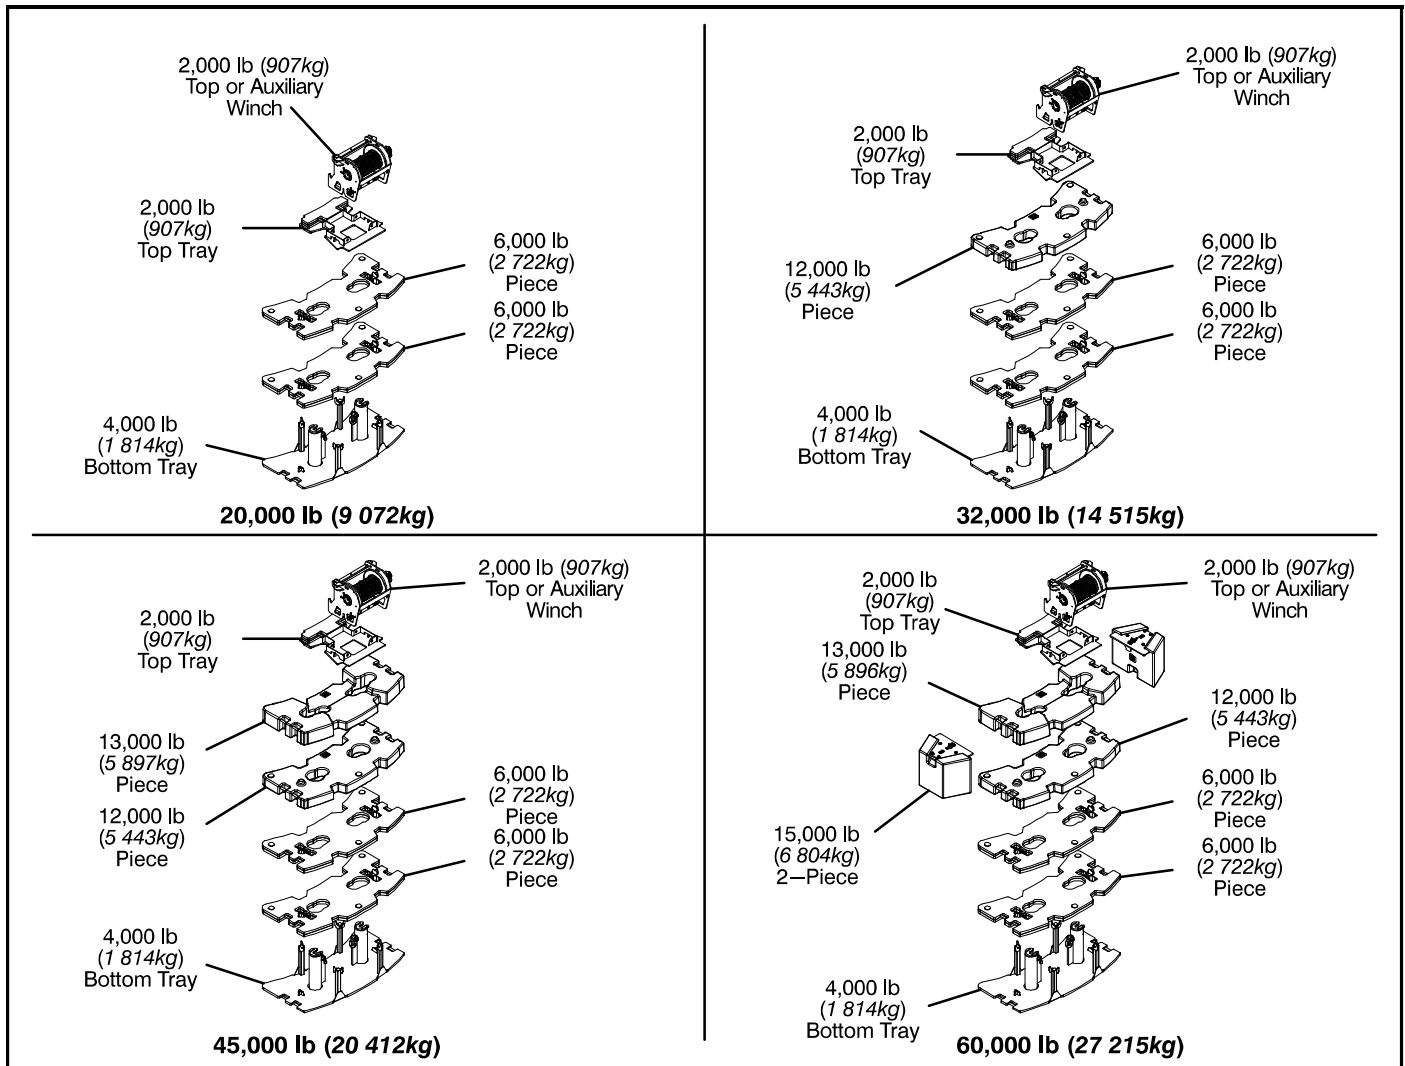 2,000 lb (907kg)
Top or Auxiliary
Winch
2,000 lb
(907kg)
Top Tray
6,000 lb
(2 722kg)
Piece
6,000 lb
(2 722kg)
Piece
4,000 lb
(1 814kg)
Bottom Tray
20,000 lb (9 072kg)
2,000 lb (907kg)
Top or Auxiliary
Winch
2,000 lb
(907kg)
Top Tray
12,000 lb
(5 443kg)
Piece
6,000 lb
(2 722kg)
Piece
6,000 lb
(2 722kg)
Piece
4,000 lb
(1 814kg)
Bottom Tray
32,000 lb (14 515kg)
2,000 lb (907kg)
Top or Auxiliary
Winch
2,000 lb
(907kg)
Top Tray
13,000 lb
(5 897kg)
Piece
12,000 lb
(5 443kg)
Piece
6,000 lb
(2 722kg)
Piece
6,000 lb
(2 722kg)
Piece
4,000 lb
(1 814kg)
Bottom Tray
45,000 lb (20 412kg)
2,000 lb
(907kg)
Top Tray
2,000 lb (907kg)
Top or Auxiliary
Winch
13,000 lb
(5 896kg)
Piece
12,000 lb
(5 443kg)
Piece
6,000 lb
(2 722kg)
Piece
15,000 lb
(6 804kg)
2–Piece
6,000 lb
(2 722kg)
Piece
4,000 lb
(1 814kg)
Bottom Tray
60,000 lb (27 215kg)